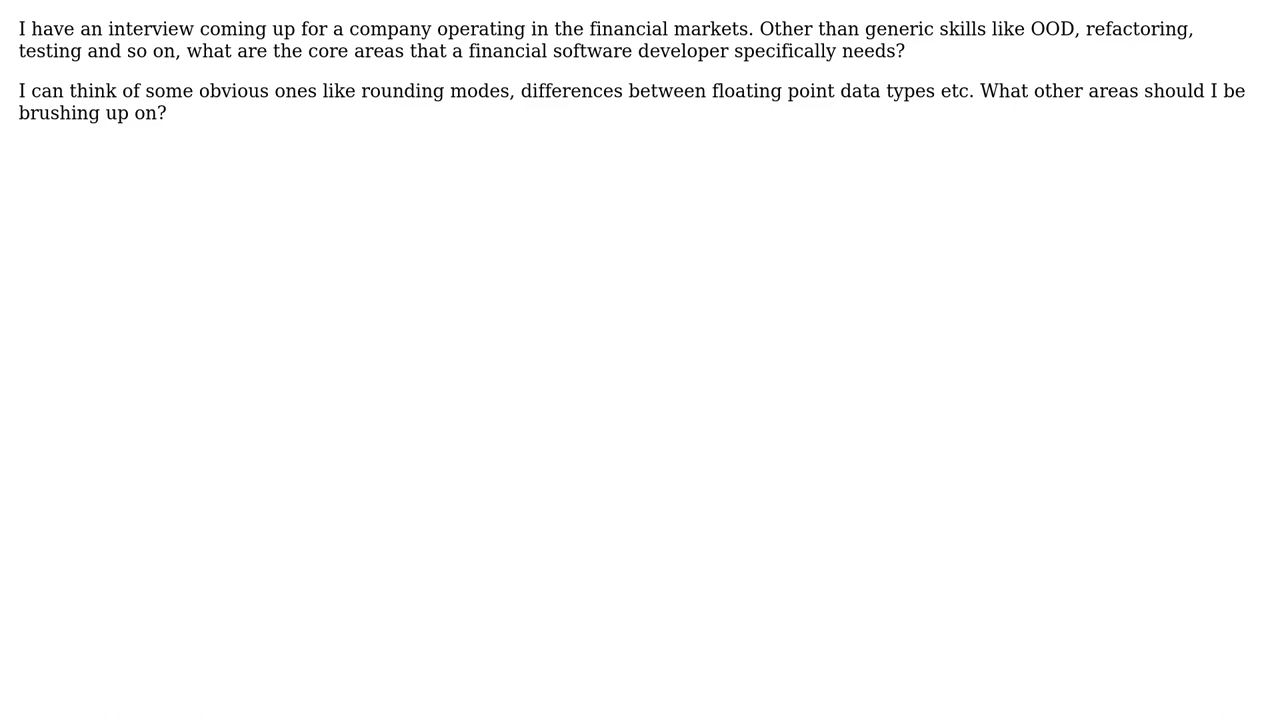 I have an interview coming up for a company operating in the financial markets. Other than generic skills like OOD, refactoring,
testing and so on, what are the core areas that a financial software developer specifically needs?
I can think of some obvious ones like rounding modes, differences between floating point data types etc. What other areas should I be
brushing up on?